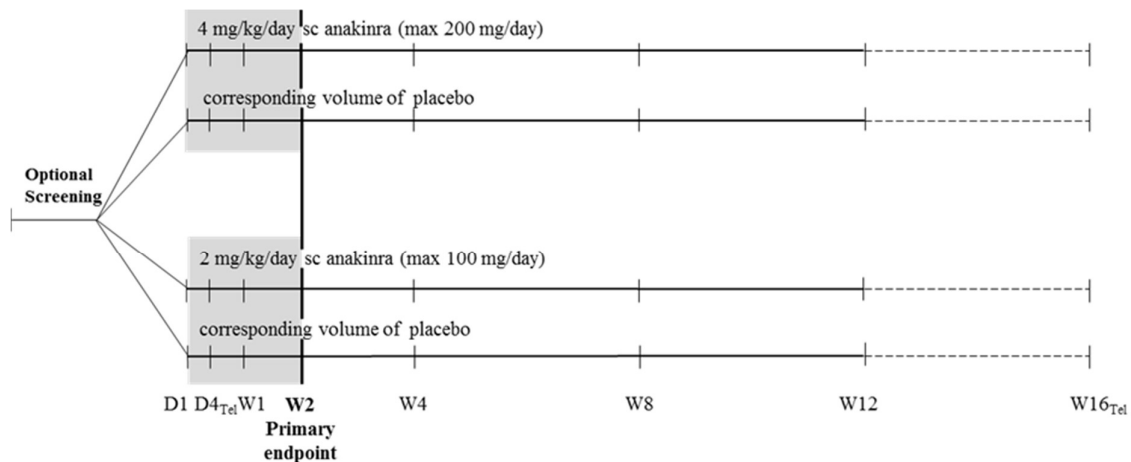 4 mg/kg/day sc anakinra (max 200 mg/day)
corresponding volume of placebo
Optional
Screening
2 mg/kg/day sc anakinra (max 100 mg/day)
corresponding volume of placebo
D1 D4Tel W1 W2 W4 W8 W12 W16Tel
Primary
endpoint